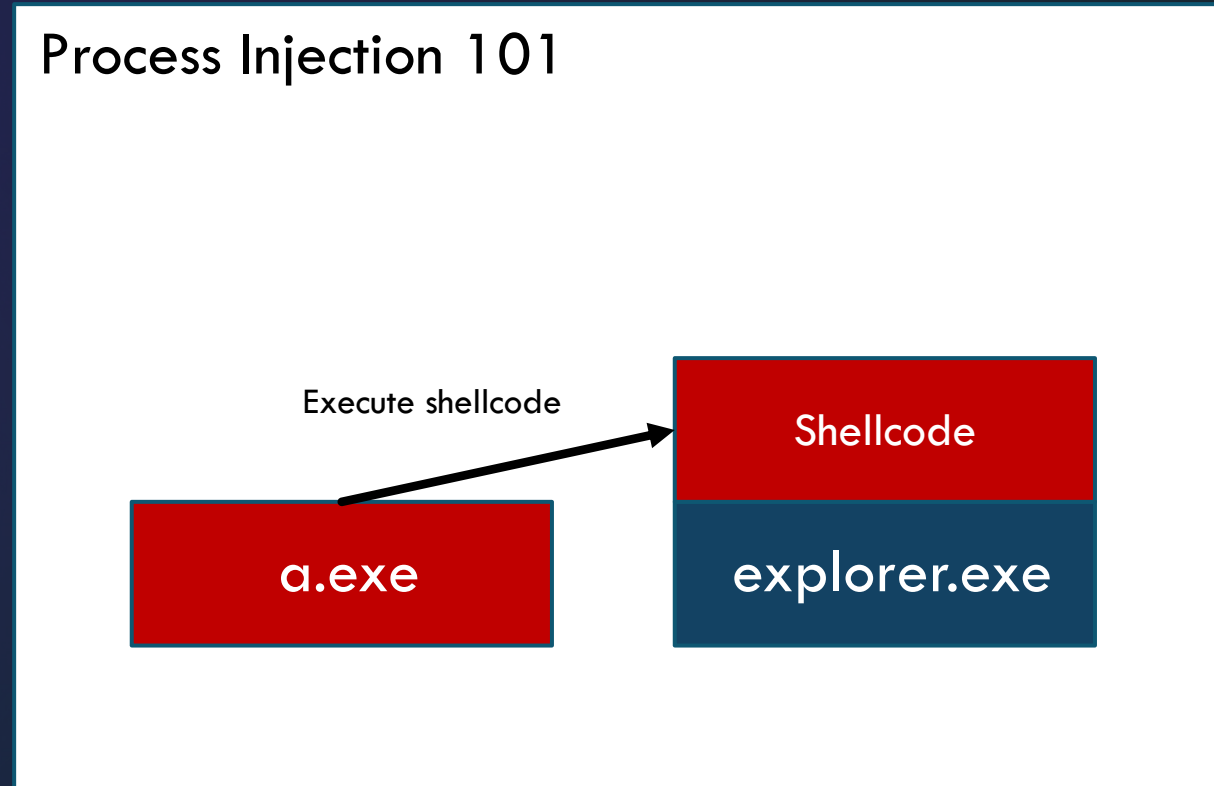 Process Injection 101
Execute shellcode
Shellcode
a.exe
explorer.exe